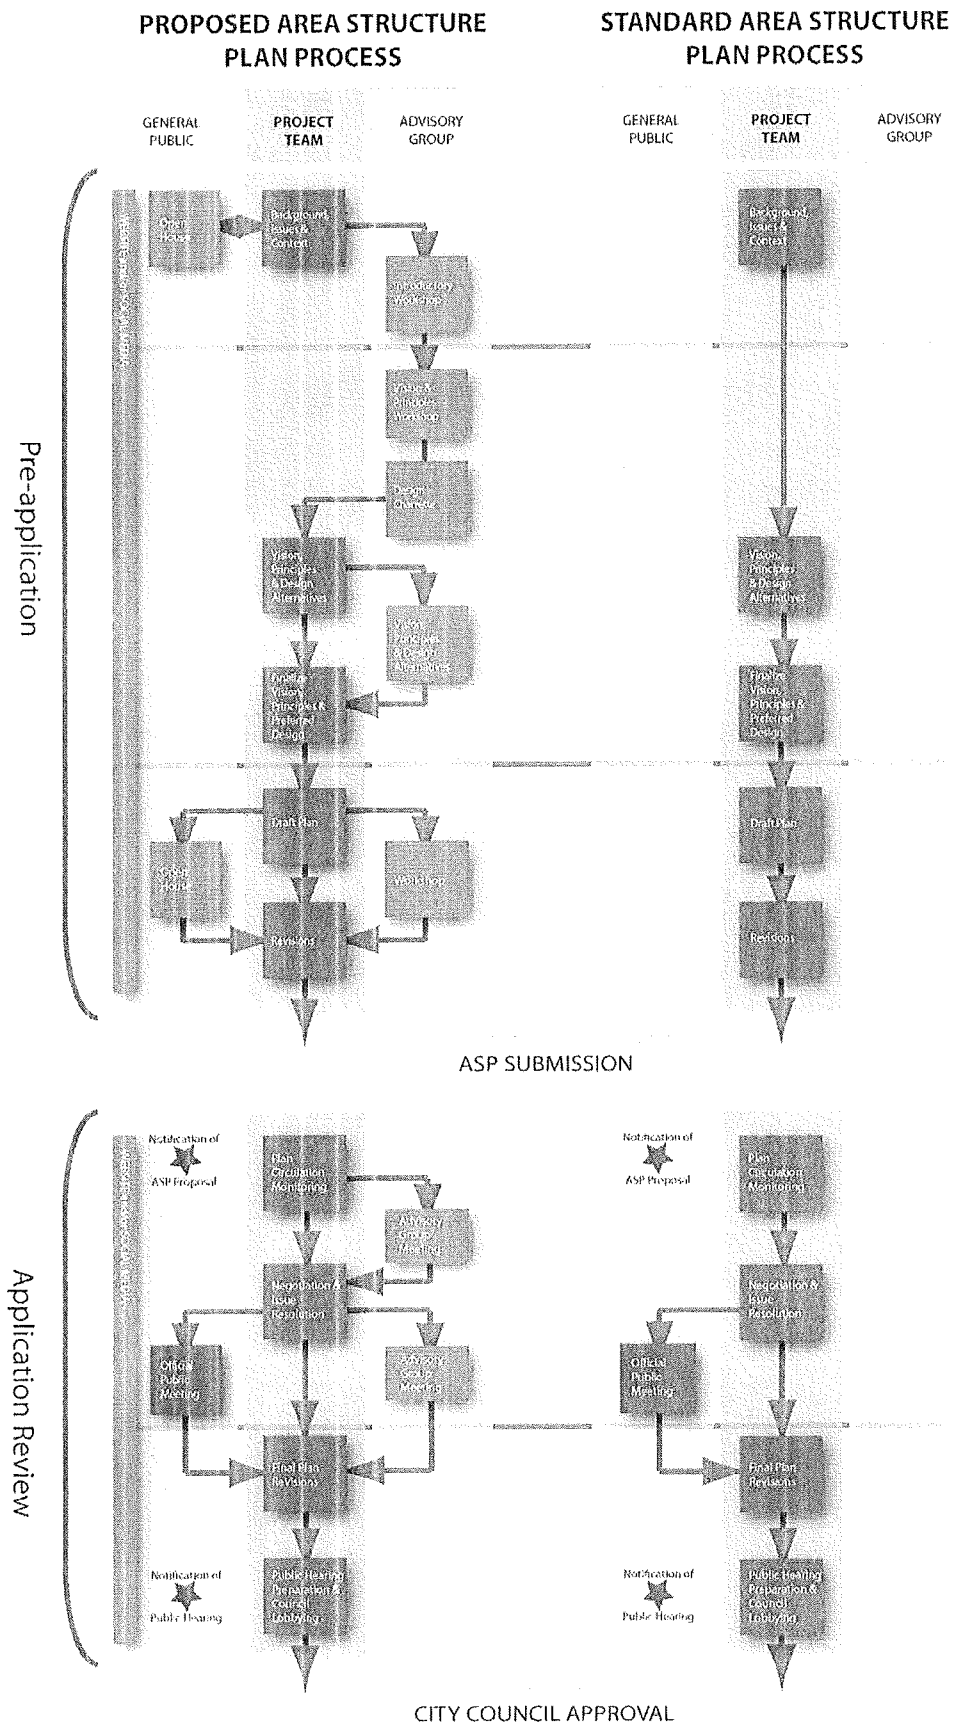 PROPOSED AREA STRUCTURE
PLAN PROCESS
GENERAL
PUBLIC
PROJECT
TEAM
ADVISORY
GROUP
Pre-application
Open
House
Background,
Issues &
Context
Introductory
Workshop
Vision &
Principles
Workshop
Design
Charrette
Vision,
Principles
& Design
Alternatives
Vision,
Principles
& Design
Alternatives
Finalize
Vision,
Principles &
Preferred
Design
Draft Plan
Open
House
Workshop
Revisions
STANDARD AREA STRUCTURE
PLAN PROCESS
GENERAL
PUBLIC
PROJECT
TEAM
ADVISORY
GROUP
Background,
Issues &
Context
Vision,
Principles
& Design
Alternatives
Finalize
Vision,
Principles &
Preferred
Design
Draft Plan
Revisions
ASP SUBMISSION
Application Review
Notification of
ASP Proposal
Plan
Circulation
Monitoring
Advisory
Group
Meeting
Negotiation &
Issue
Resolution
Official
Public
Meeting
Advisory
Group
Meeting
Final Plan
Revisions
Notification of
Public Hearing
Public Hearing
Preparation &
Council
Lobbying
Notification of
ASP Proposal
Plan
Circulation
Monitoring
Negotiation &
Issue
Resolution
Official
Public
Meeting
Final Plan
Revisions
Notification of
Public Hearing
Public Hearing
Preparation &
Council
Lobbying
CITY COUNCIL APPROVAL